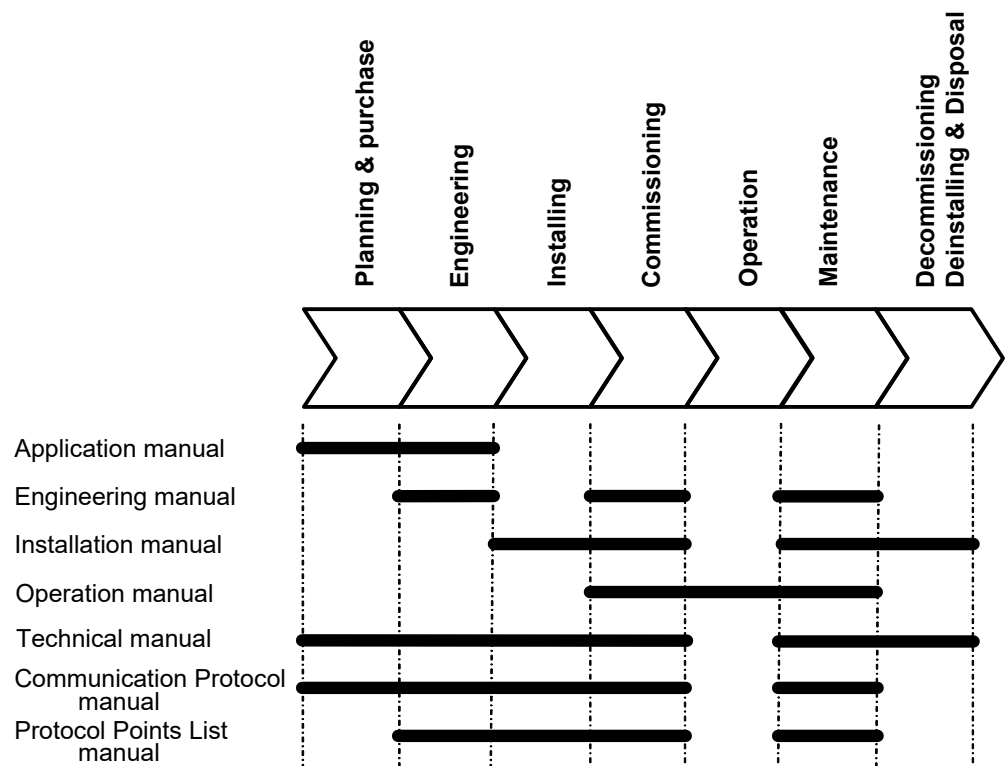 Planning & purchase
Engineering
Installing
Commissioning
Operation
Maintenance
Decommissioning
Deinstalling & Disposal
Application manual
Engineering manual
Installation manual
Operation manual
Technical manual
Communication Protocol
manual
Protocol Points List
manual